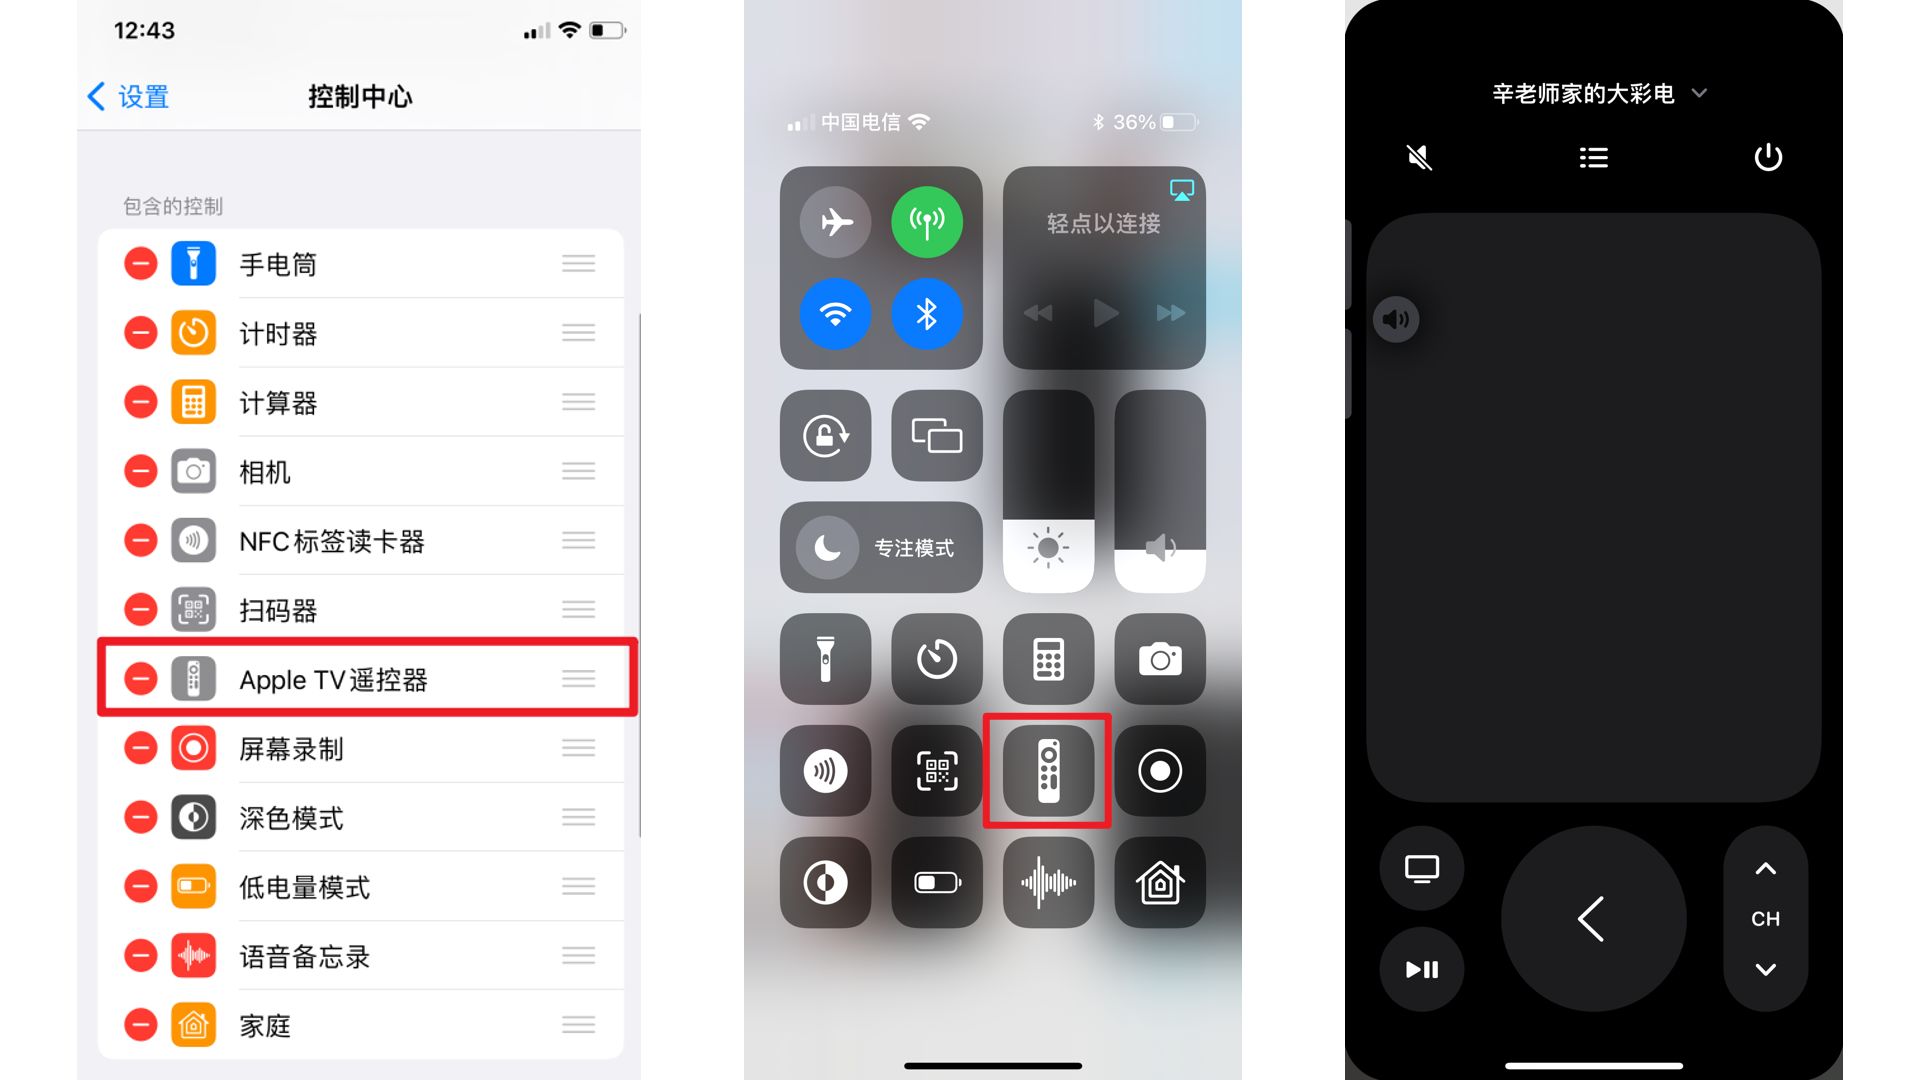 12:43
设置
控制中心
包含的控制
手电筒
计时器
计算器
相机
NFC标签读卡器
扫码器
Apple TV遥控器
屏幕录制
深色模式
低电量模式
语音备忘录
家庭
中国电信
36%
轻点以连接
专注模式
辛老师家的大彩电
CH